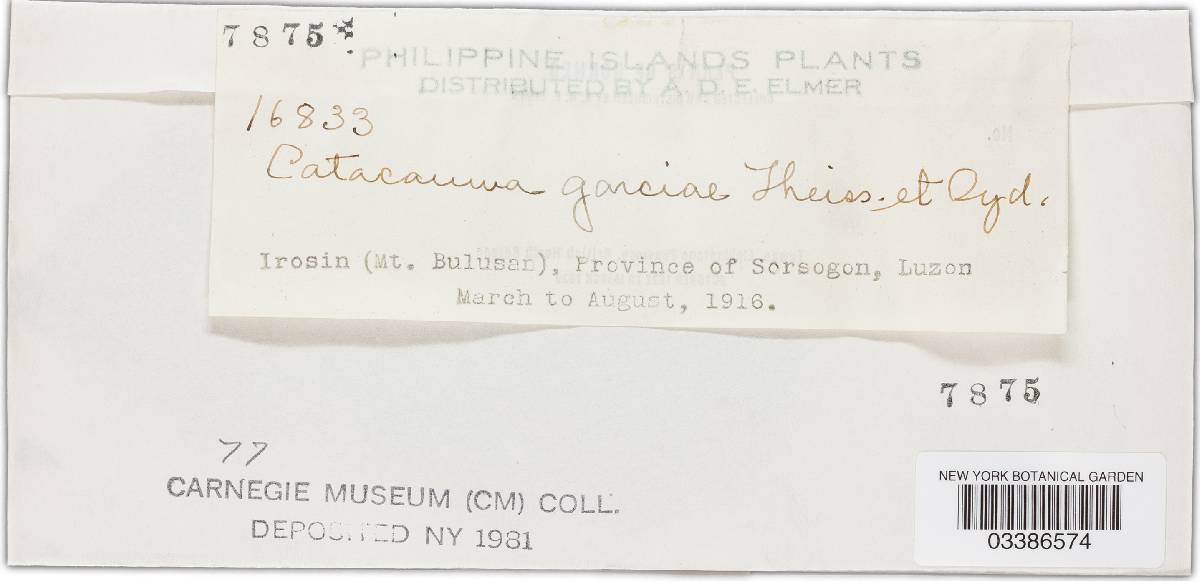 7875
PHILIPPINE ISLANDS PLANTS
DISTRIBUTED BY A. D. E. ELMER
16833
Catacauma garciae Theiss. et Syd.
Irosin (Mt. Bulusan), Province of Sorsogon, Luzon
March to August, 1916.
7875
77
CARNEGIE MUSEUM (CM) COLL.
DEPOSITED NY 1981
NEW YORK BOTANICAL GARDEN
03386574